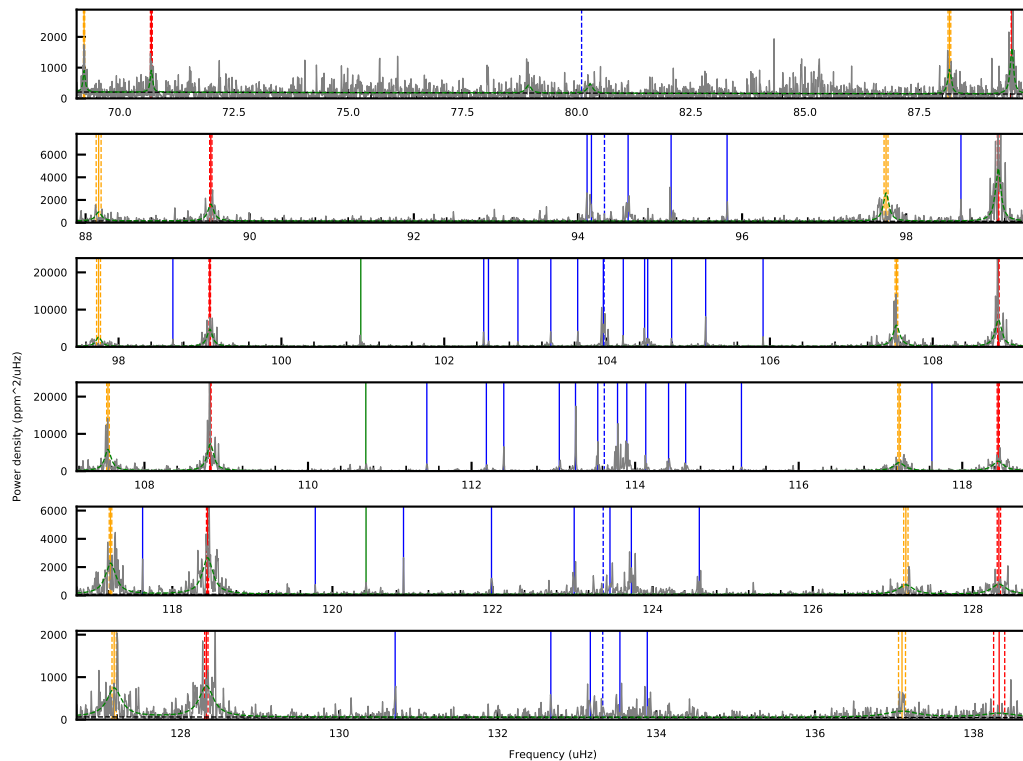 2000
1000
0
70.0 72.5 75.0 77.5 80.0 82.5 85.0 87.5
6000
4000
2000
0
88 90 92 94 96 98
20000
10000
0
98 100 102 104 106 108
20000
10000
0
108 110 112 114 116 118
6000
4000
2000
0
118 120 122 124 126 128
2000
1000
0
128 130 132 134 136 138
Power density (ppm^2/uHz)
Frequency (uHz)